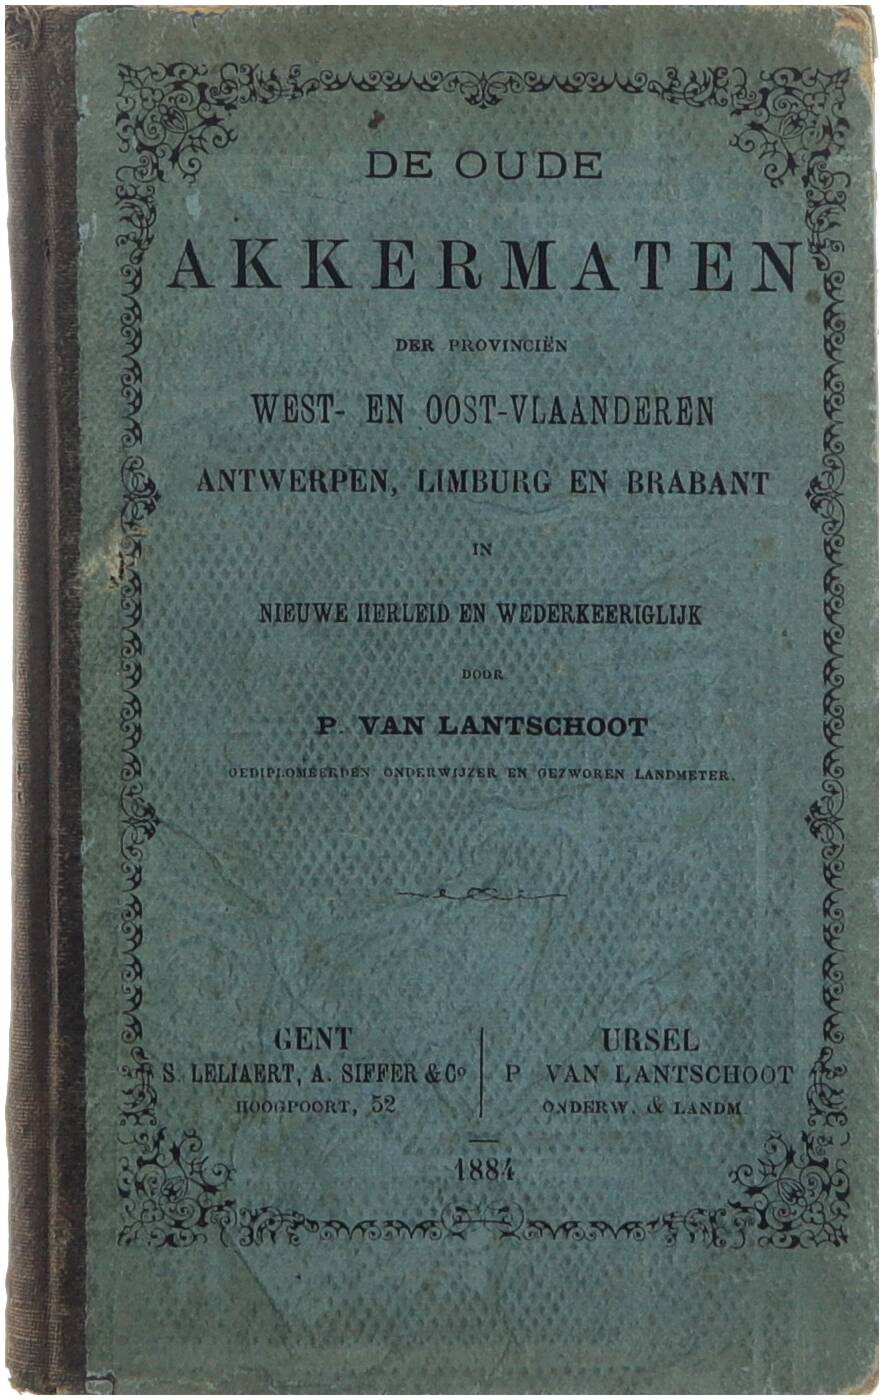 DE OUDE
AKKERMATEN
DER PROVINCIËN
WEST- EN OOST-VLAANDEREN
ANTWERPEN, LIMBURG EN BRABANT
IN
NIEUWE HERLEID EN WEDERKEERIGLIJK
DOOR
P. VAN LANTSCHOOT
GEDIPLOMEERDEN ONDERWIJZER EN GEZWOREN LANDMETER.
GENT
S. LELIAERT, A. SIFFER & Cº
HOOGPOORT, 52
URSEL
P VAN LANTSCHOOT
ONDERW. & LANDM
1884